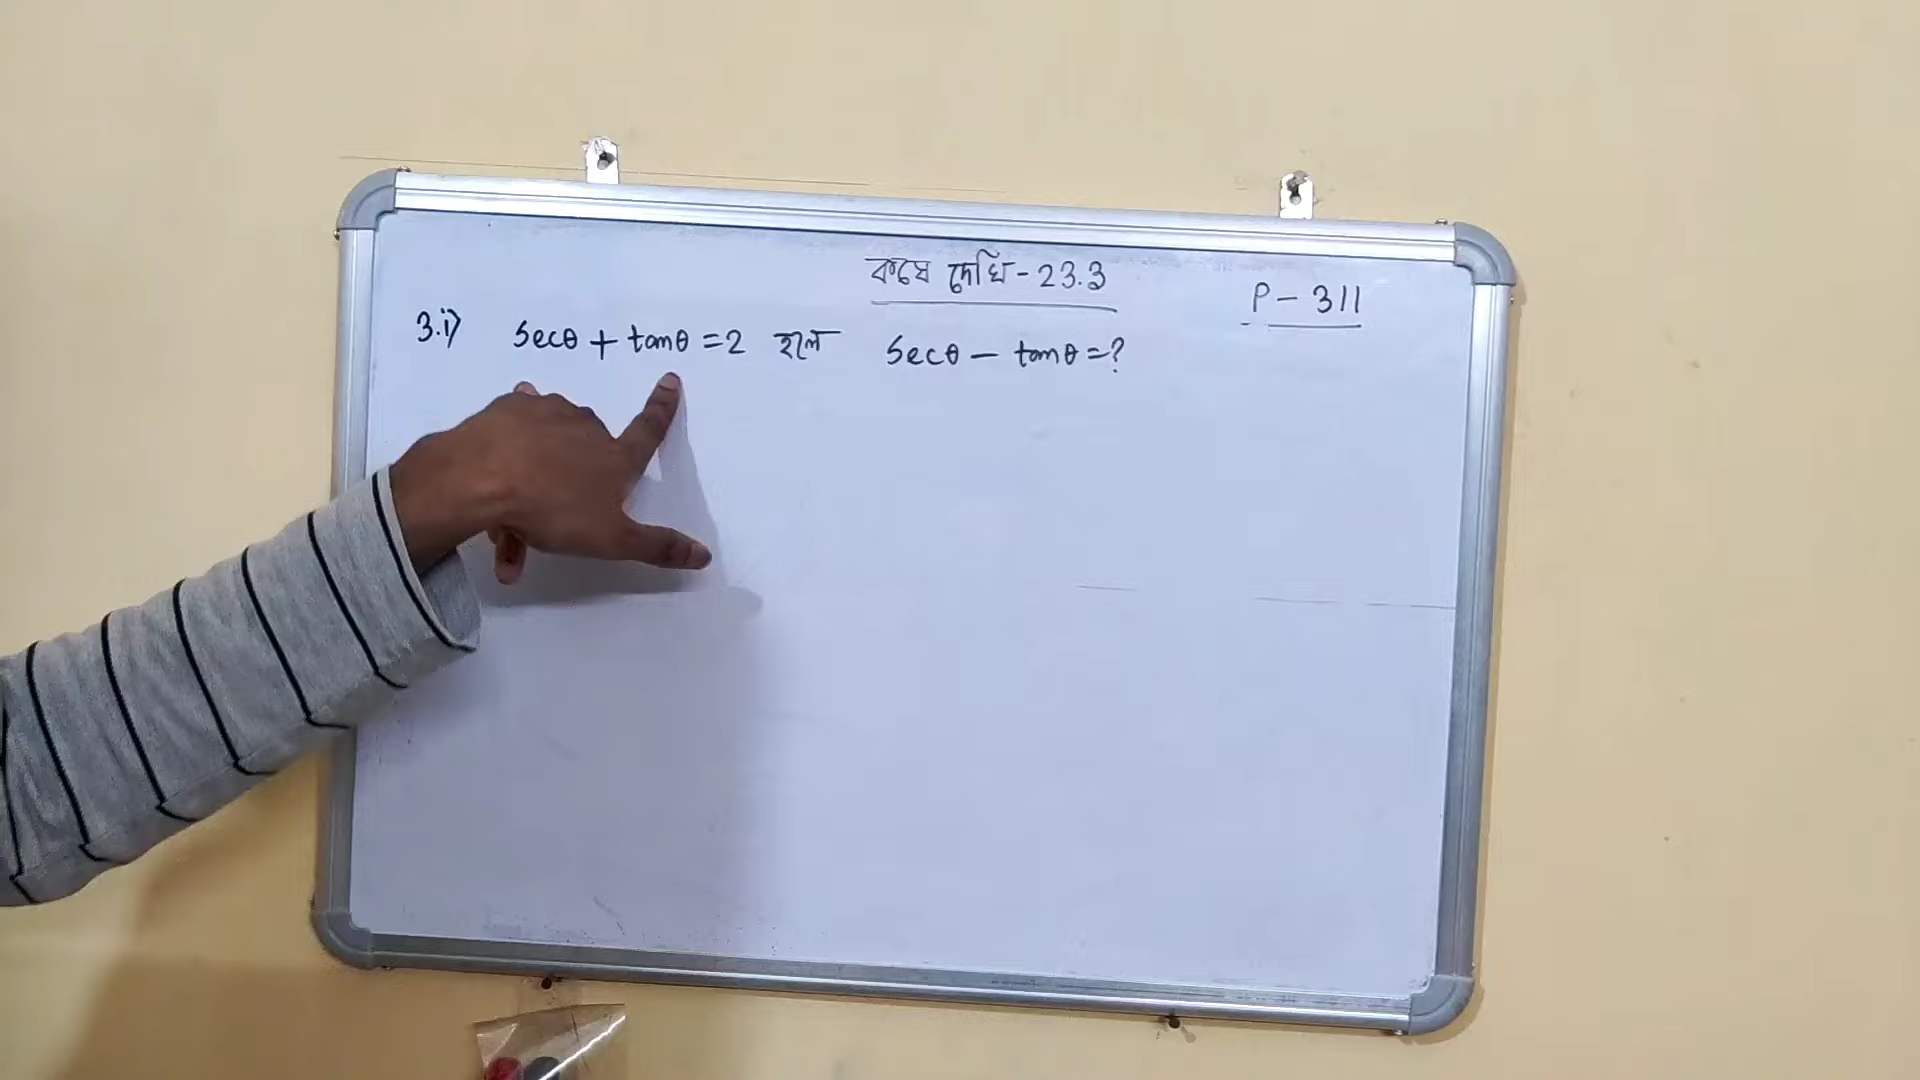 কষে দেখি-23.3
P-311
3.i) secθ + tanθ = 2 হলে secθ - tanθ = ?